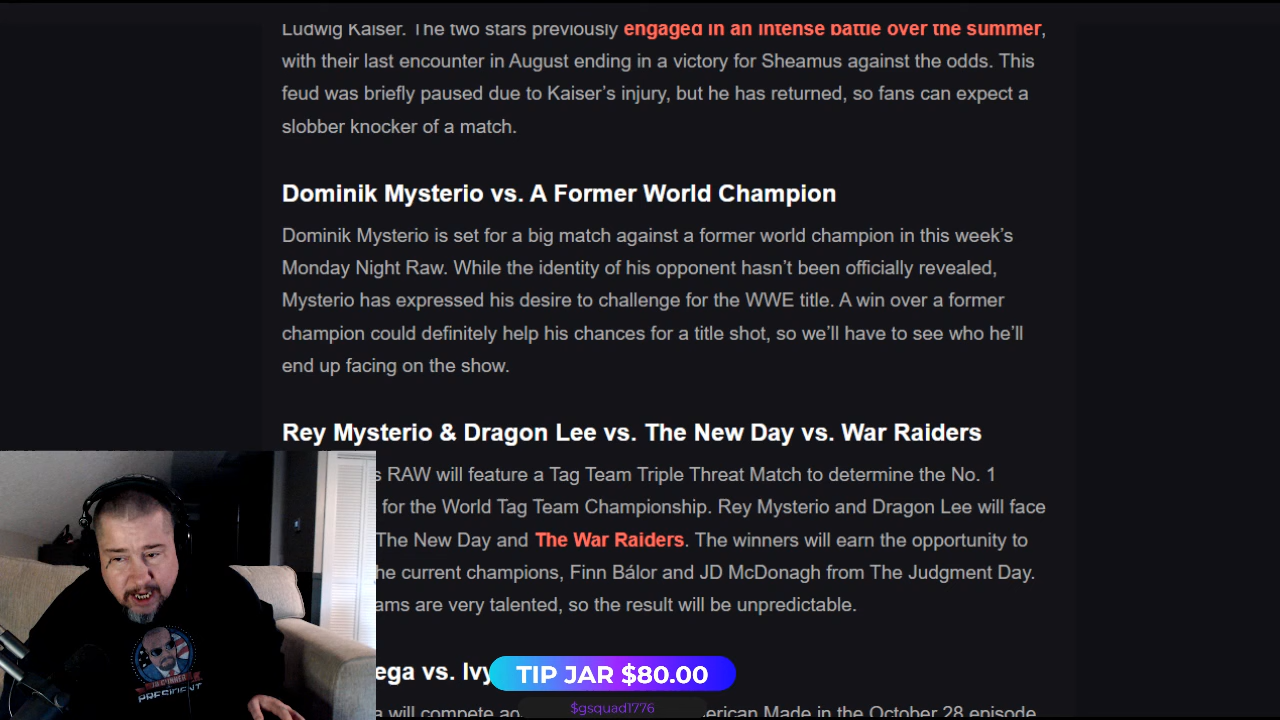 Ludwig Kaiser. The two stars previously engaged in an intense battle over the summer,
with their last encounter in August ending in a victory for Sheamus against the odds. This
feud was briefly paused due to Kaiser's injury, but he has returned, so fans can expect a
slobber knocker of a match.
Dominik Mysterio vs. A Former World Champion
Dominik Mysterio is set for a big match against a former world champion in this week's
Monday Night Raw. While the identity of his opponent hasn't been officially revealed,
Mysterio has expressed his desire to challenge for the WWE title. A win over a former
champion could definitely help his chances for a title shot, so we'll have to see who he'll
end up facing on the show.
Rey Mysterio & Dragon Lee vs. The New Day vs. War Raiders
s RAW will feature a Tag Team Triple Threat Match to determine the No. 1
for the World Tag Team Championship. Rey Mysterio and Dragon Lee will face
The New Day and The War Raiders. The winners will earn the opportunity to
he current champions, Finn Bálor and JD McDonagh from The Judgment Day.
ams are very talented, so the result will be unpredictable.
ega vs. Ivy
TIP JAR $80.00
$gsquad1776
a will compete ag erican Made in the October 28 episode
PRESIDENT